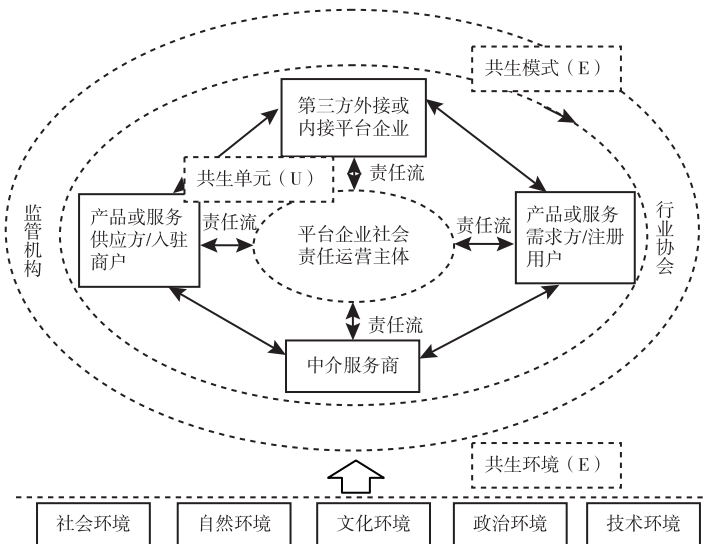 共生模式（E）
第三方外接或
内接平台企业
共生单元（U）
责任流
监管机构
产品或服务
供应方/入驻
商户
责任流
平台企业社会
责任运营主体
责任流
产品或服务
需求方/注册
用户
行业协会
责任流
中介服务商
共生环境（E）
社会环境
自然环境
文化环境
政治环境
技术环境